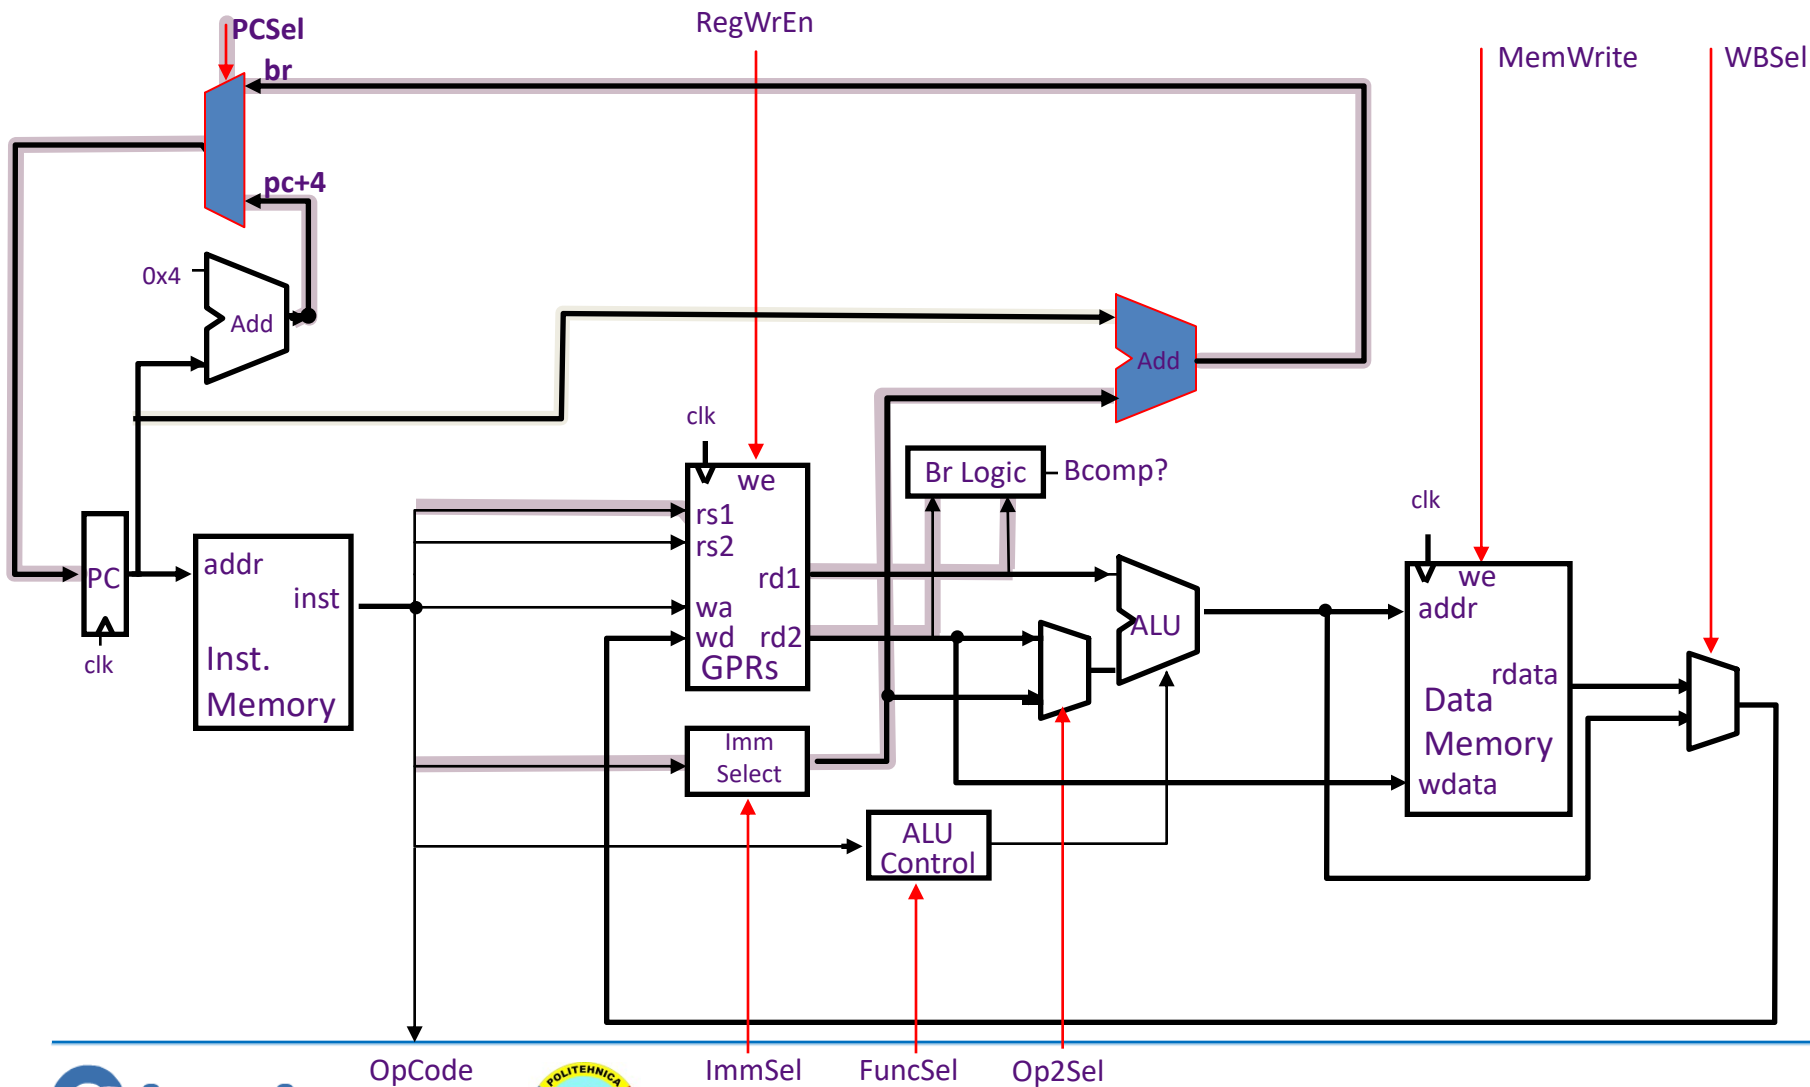 PCSel
RegWrEn
MemWrite
WBSel
br
pc+4
0x4
Add
Add
clk
we
Br Logic
Bcomp?
clk
rs1
rs2
PC
addr
inst
Inst.
Memory
clk
rd1
wa
wd
rd2
GPRs
ALU
we
addr
rdata
Data
Memory
wdata
Imm
Select
ALU
Control
OpCode
ImmSel
FuncSel
Op2Sel
POLITEHNICA